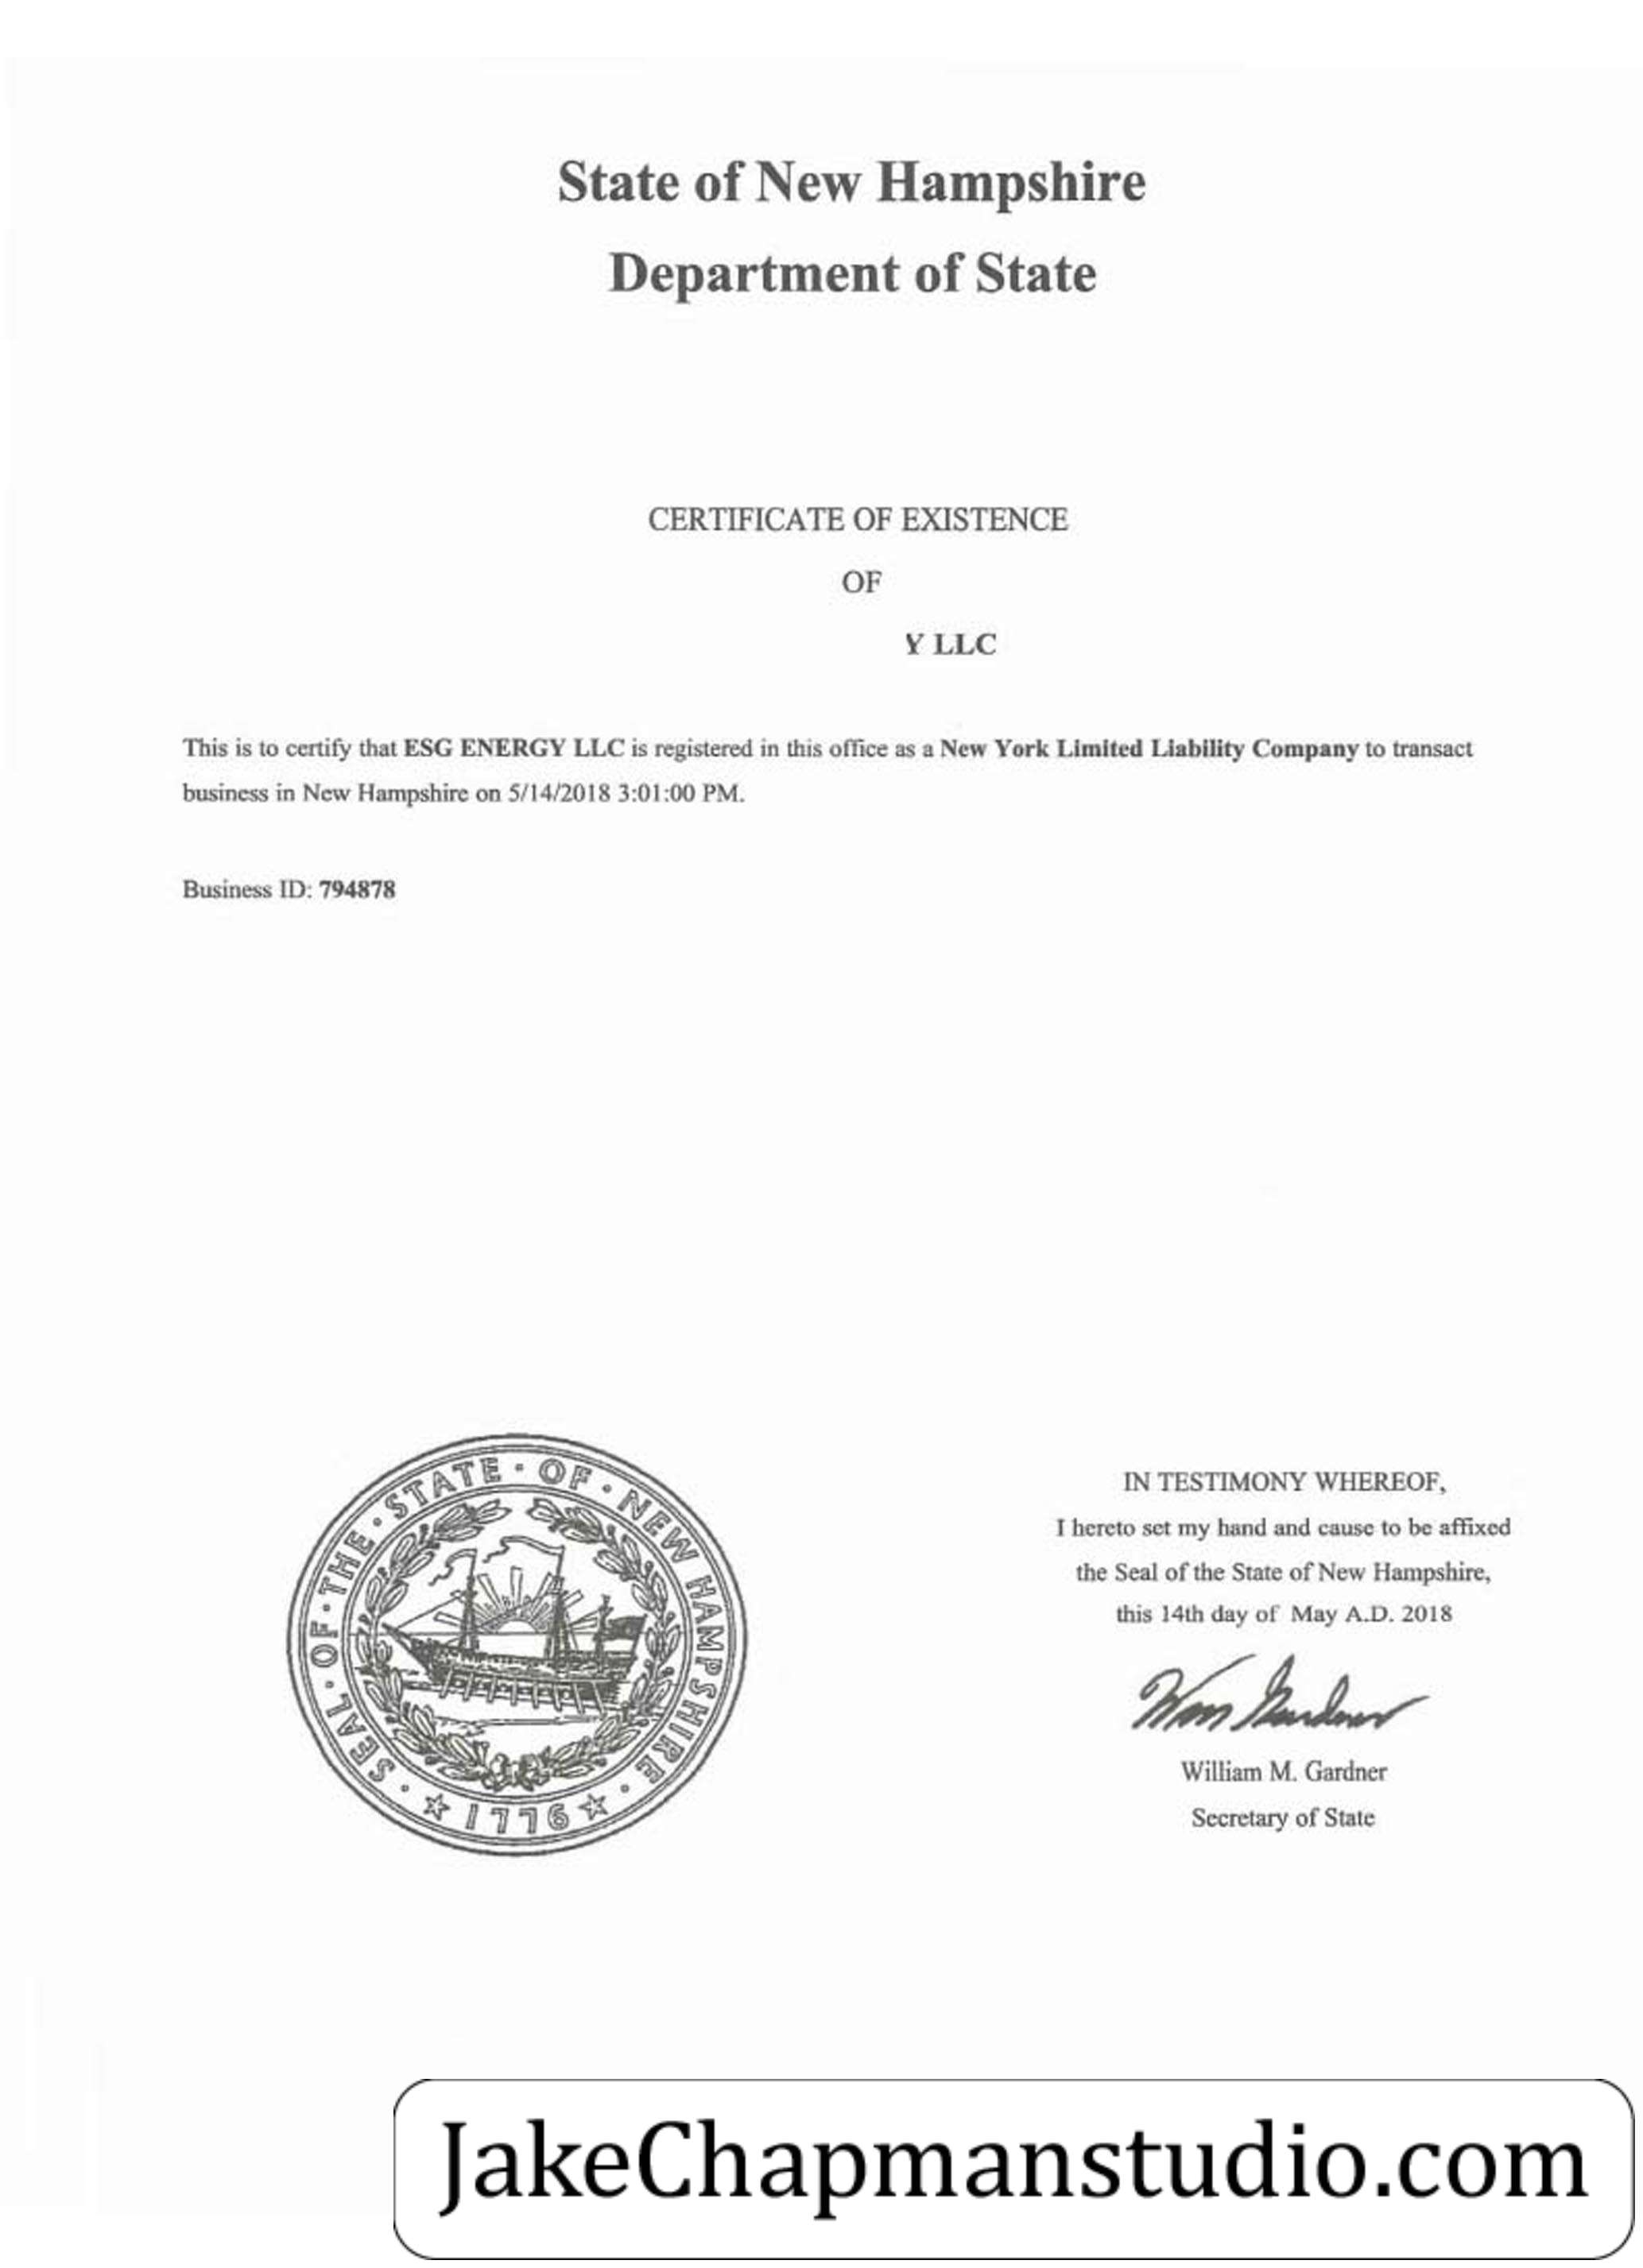 State of New Hampshire
Department of State
CERTIFICATE OF EXISTENCE
OF
Y LLC
This is to certify that ESG ENERGY LLC is registered in this office as a New York Limited Liability Company to transact
business in New Hampshire on 5/14/2018 3:01:00 PM.
Business ID: 794878
SEAL · OF · THE · STATE · OF · NEW HAMPSHIRE ·
1776
IN TESTIMONY WHEREOF,
I hereto set my hand and cause to be affixed
the Seal of the State of New Hampshire,
this 14th day of May A.D. 2018
Wm Gardner
William M. Gardner
Secretary of State
JakeChapmanstudio.com